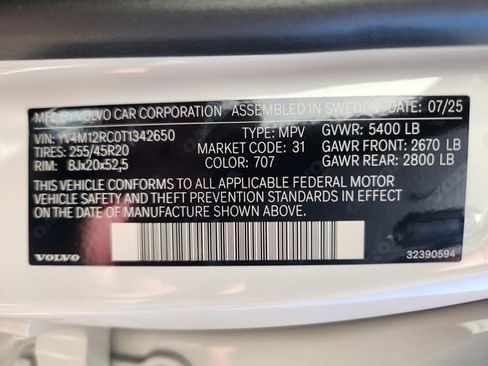 MFD BY VOLVO CAR CORPORATION ASSEMBLED IN SWEDEN DATE: 07/25
VIN: YV4M12RC0T1342650 TYPE: MPV GVWR: 5400 LB
TIRES: 255/45R20 MARKET CODE: 31 GAWR FRONT: 2670 LB
RIM: 8Jx20x52,5 COLOR: 707 GAWR REAR: 2800 LB
THIS VEHICLE CONFORMS TO ALL APPLICABLE FEDERAL MOTOR
VEHICLE SAFETY AND THEFT PREVENTION STANDARDS IN EFFECT
ON THE DATE OF MANUFACTURE SHOWN ABOVE.
VOLVO 32390594